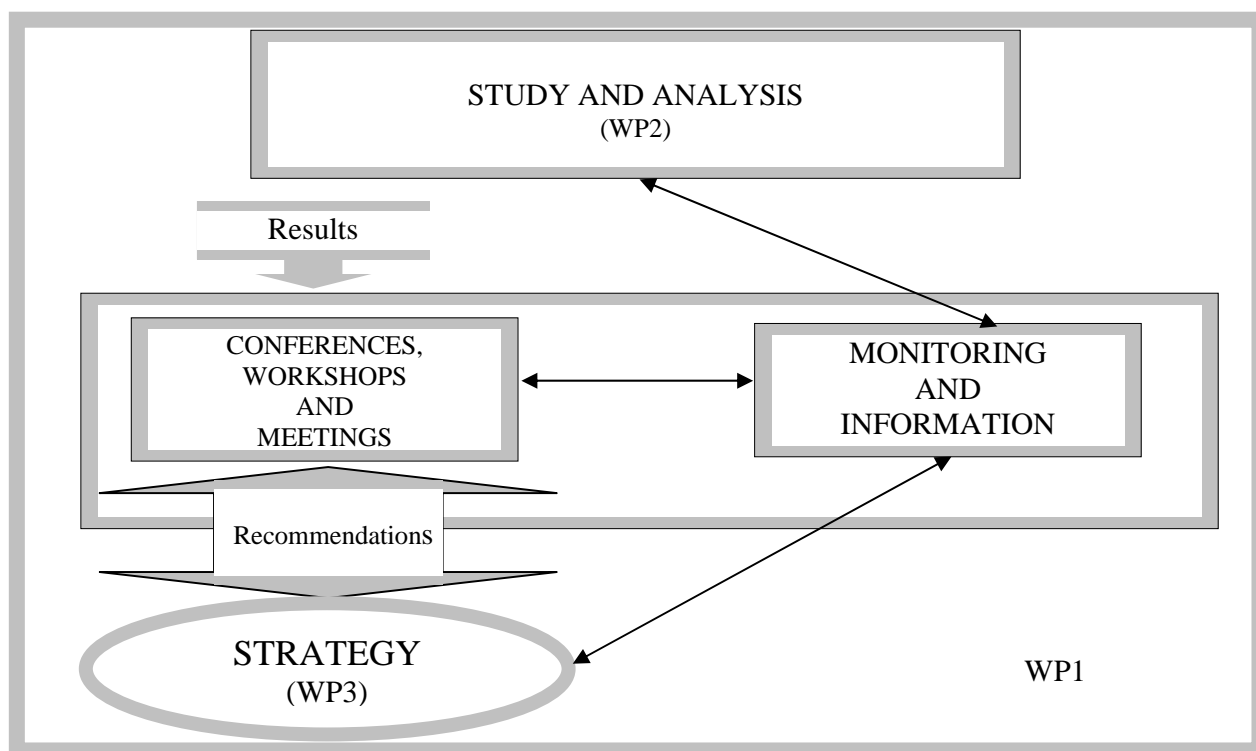 STUDY AND ANALYSIS
(WP2)
Results
CONFERENCES,
WORKSHOPS
AND
MEETINGS
MONITORING
AND
INFORMATION
Recommendations
STRATEGY
(WP3)
WP1